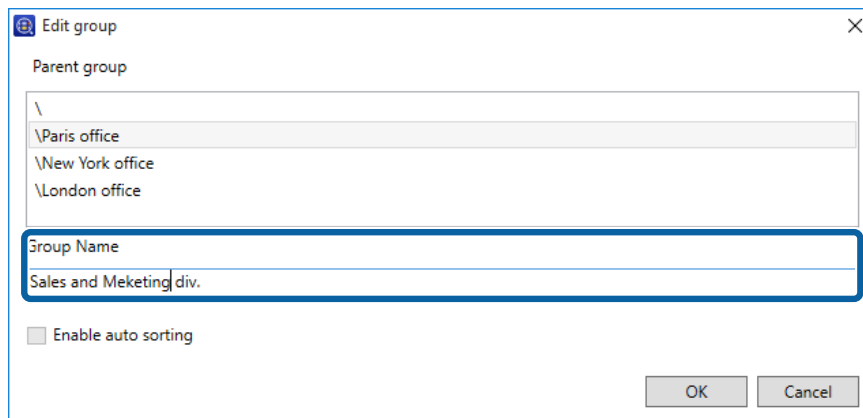 Edit group
Parent group
\
\Paris office
\New York office
\London office
Group Name
Sales and Meketing div.
Enable auto sorting
OK Cancel